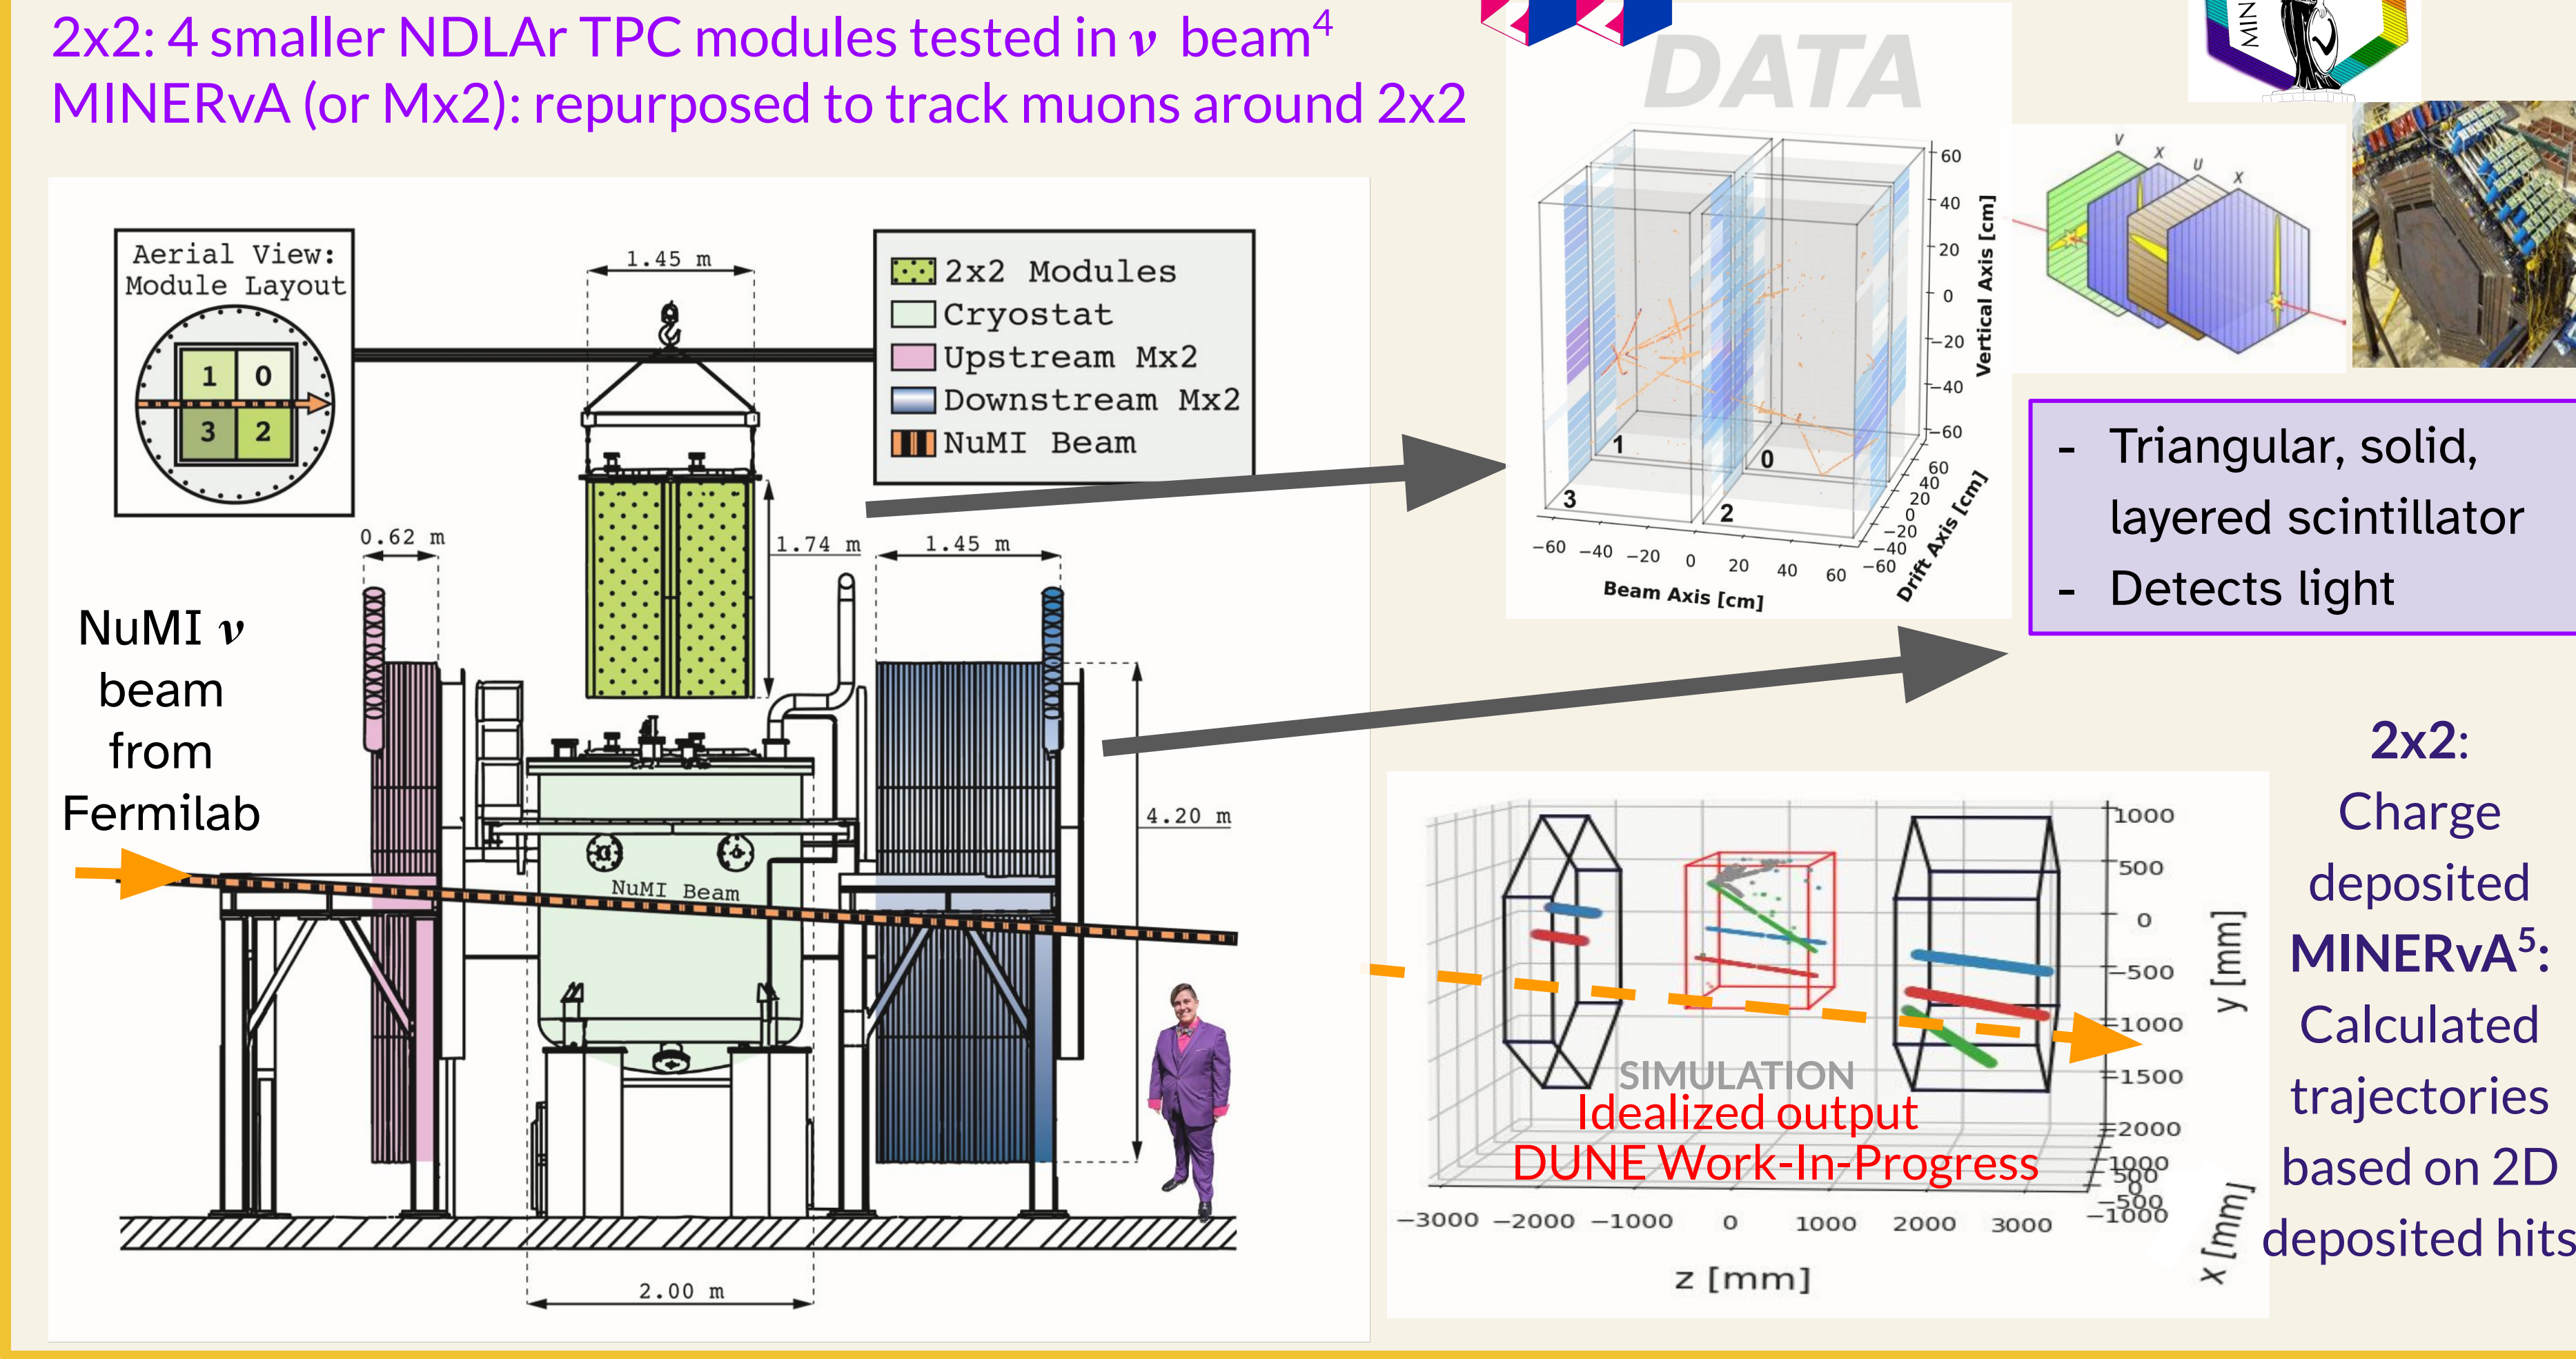 2x2: 4 smaller NDLAr TPC modules tested in ν beam⁴
MINERvA (or Mx2): repurposed to track muons around 2x2
Aerial View:
Module Layout
1 0
3 2
1.45 m
2x2 Modules
Cryostat
Upstream Mx2
Downstream Mx2
NuMI Beam
0.62 m
1.74 m
1.45 m
NuMI ν
beam
from
Fermilab
NuMI Beam
4.20 m
2.00 m
DATA
60
40
20
0
−20
−40
−60
Vertical Axis [cm]
1
0
3
2
60
40
20
0
−20
−40
−60
Drift Axis [cm]
−60 −40 −20 0 20 40 60
Beam Axis [cm]
MIN
V X U X
- Triangular, solid,
layered scintillator
- Detects light
1000
500
0
−500
−1000
−1500
−2000
y [mm]
1000
500
0
−500
−1000
x [mm]
SIMULATION
Idealized output
DUNE Work-In-Progress
−3000 −2000 −1000 0 1000 2000 3000
z [mm]
2x2:
Charge
deposited
MINERvA⁵:
Calculated
trajectories
based on 2D
deposited hits